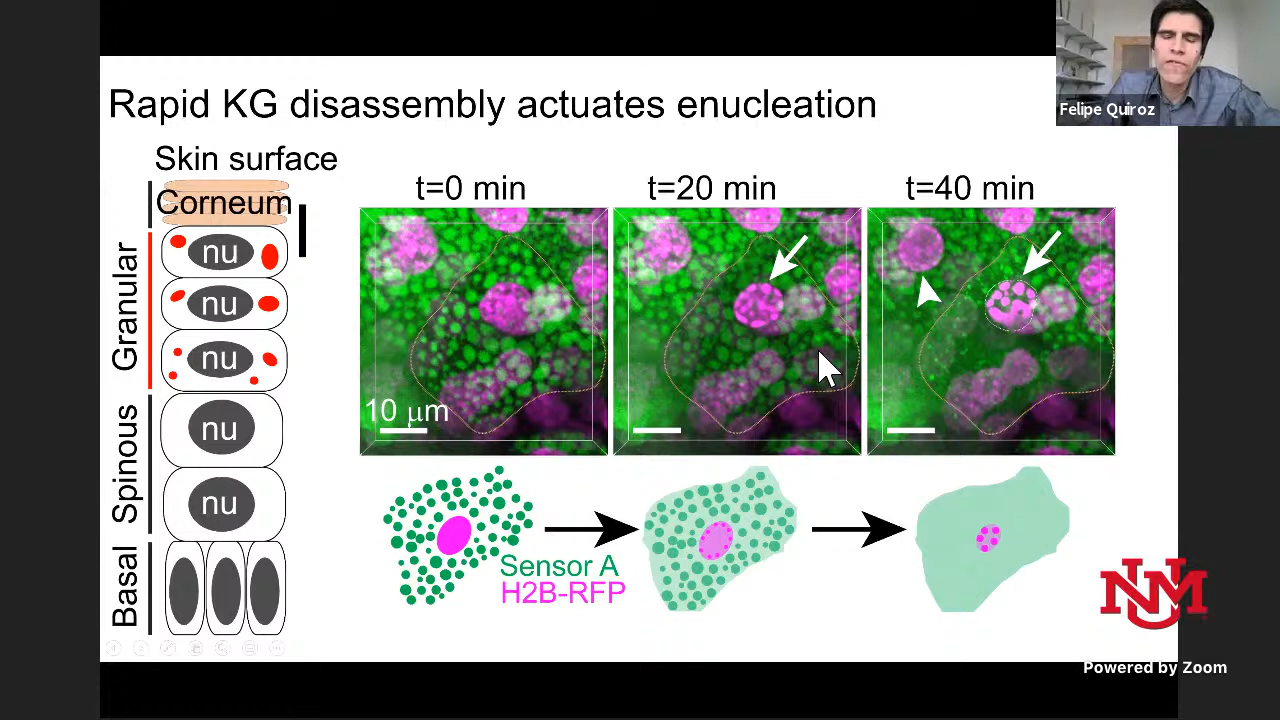 Felipe Quiroz
Rapid KG disassembly actuates enucleation
Skin surface
Corneum
Granular
nu
nu
nu
Spinous
nu
nu
Basal
t=0 min
t=20 min
t=40 min
10 μm
Sensor A
H2B-RFP
UNM
Powered by Zoom